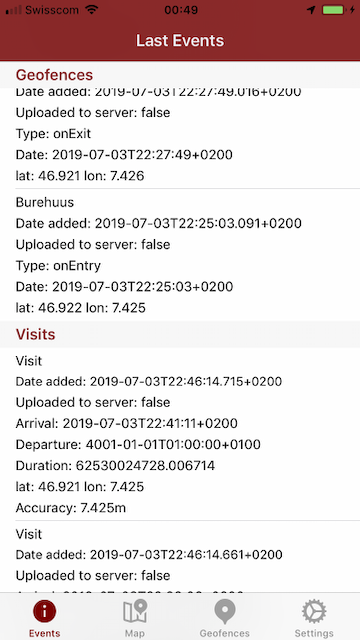 Swisscom 00:49
Last Events
Geofences
Date added: 2019-07-03T22:27:49.016+0200
Uploaded to server: false
Type: onExit
Date: 2019-07-03T22:27:49+0200
lat: 46.921 lon: 7.426
Burehuus
Date added: 2019-07-03T22:25:03.091+0200
Uploaded to server: false
Type: onEntry
Date: 2019-07-03T22:25:03+0200
lat: 46.922 lon: 7.425
Visits
Visit
Date added: 2019-07-03T22:46:14.715+0200
Uploaded to server: false
Arrival: 2019-07-03T22:41:11+0200
Departure: 4001-01-01T01:00:00+0100
Duration: 62530024728.006714
lat: 46.921 lon: 7.425
Accuracy: 7.425m
Visit
Date added: 2019-07-03T22:46:14.661+0200
Uploaded to server: false
Events Map Geofences Settings